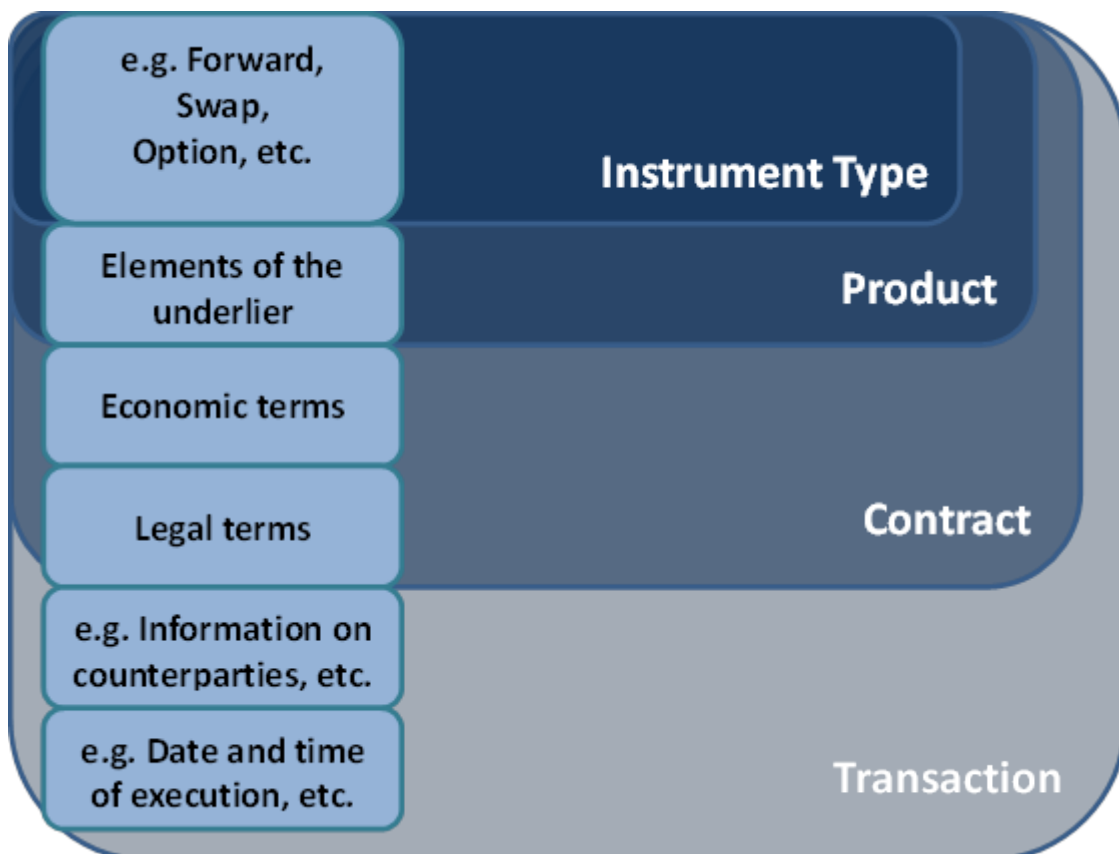 e.g. Forward,
Swap,
Option, etc.
Instrument Type
Elements of the
underlier
Product
Economic terms
Legal terms
Contract
e.g. Information on
counterparties, etc.
e.g. Date and time
of execution, etc.
Transaction